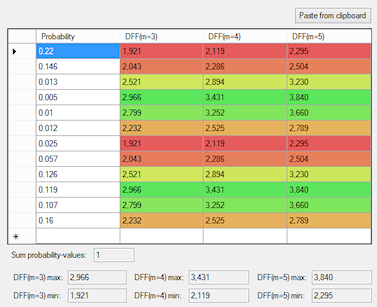 Paste from clipboard
Probability DFF(m=3) DFF(m=4) DFF(m=5)
0.22 1,921 2,119 2,295
0.146 2,043 2,286 2,504
0.013 2,521 2,894 3,230
0.005 2,966 3,431 3,840
0.01 2,799 3,252 3,660
0.012 2,232 2,525 2,789
0.025 1,921 2,119 2,295
0.057 2,043 2,286 2,504
0.126 2,521 2,894 3,230
0.119 2,966 3,431 3,840
0.107 2,799 3,252 3,660
0.16 2,232 2,525 2,789
Sum probability-values: 1
DFF(m=3) max: 2,966 DFF(m=4) max: 3,431 DFF(m=5) max: 3,840
DFF(m=3) min: 1,921 DFF(m=4) min: 2,119 DFF(m=5) min: 2,295